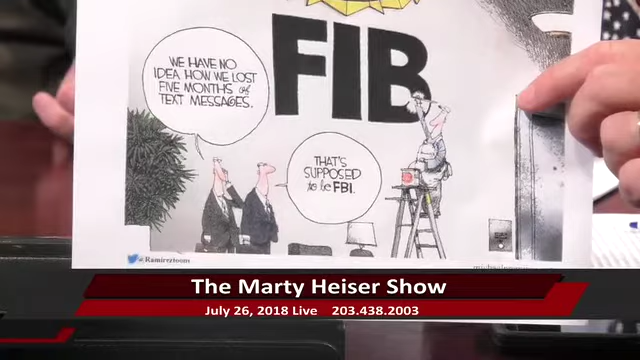 FIB
WE HAVE NO
IDEA HOW WE LOST
FIVE MONTHS of
TEXT MESSAGES.
THAT'S
SUPPOSED
to be FBI.
@Ramireztoons
The Marty Heiser Show
July 26, 2018 Live 203.438.2003